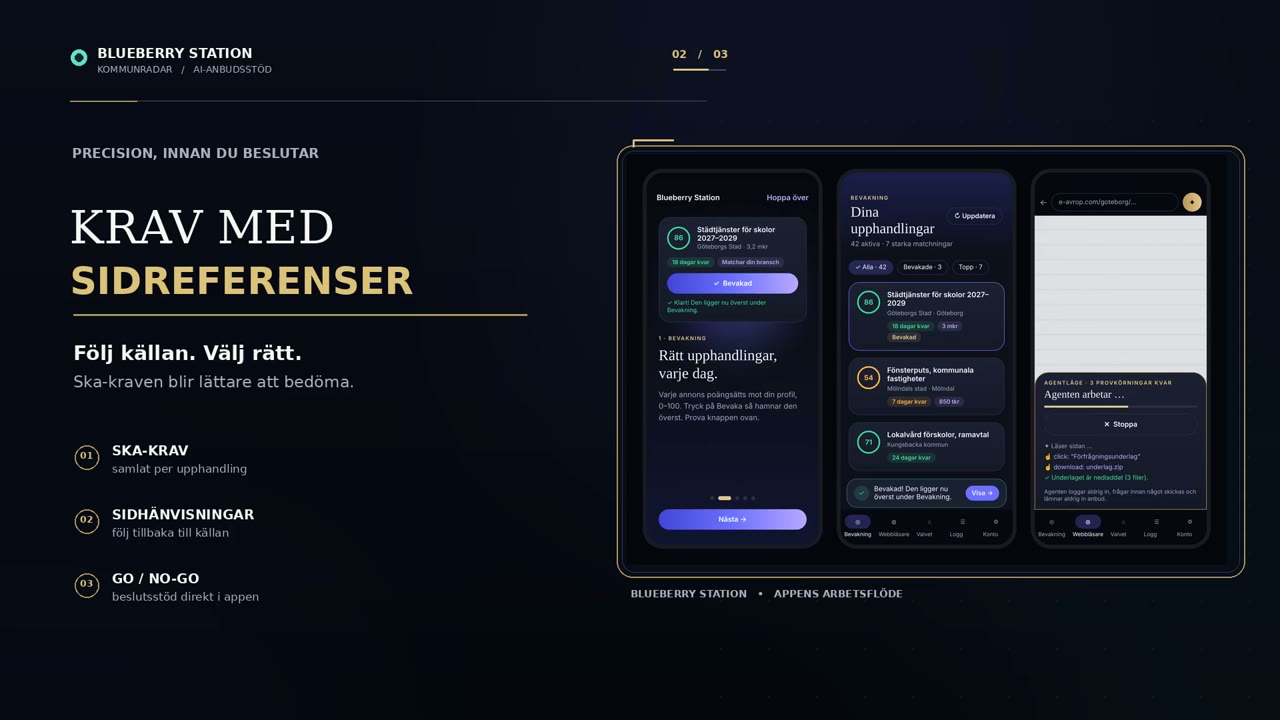 BLUEBERRY STATION
KOMMUNRADAR / AI-ANBUDSSTÖD
02 / 03
PRECISION, INNAN DU BESLUTAR
KRAV MED
SIDREFERENSER
Följ källan. Välj rätt.
Ska-kraven blir lättare att bedöma.
01
SKA-KRAV
samlat per upphandling
02
SIDHÄNVISNINGAR
följ tillbaka till källan
03
GO / NO-GO
beslutsstöd direkt i appen
Blueberry Station
Hoppa över
86
Städtjänster för skolor
2027–2029
Göteborgs Stad · 3,2 mkr
18 dagar kvar
Matchar din bransch
✓ Bevakad
✓ Klart! Den ligger nu överst under
Bevakning.
1 · BEVAKNING
Rätt upphandlingar,
varje dag.
Varje annons poängsätts mot din profil,
0–100. Tryck på Bevaka så hamnar den
överst. Prova knappen ovan.
Nästa →
BEVAKNING
Dina
upphandlingar
↻ Uppdatera
42 aktiva · 7 starka matchningar
✓ Alla · 42
Bevakade · 3
Topp · 7
86
Städtjänster för skolor 2027–
2029
Göteborgs Stad · Göteborg
18 dagar kvar
3 mkr
Bevakad
54
Fönsterputs, kommunala
fastigheter
Mölndals stad · Mölndal
7 dagar kvar
850 tkr
71
Lokalvård förskolor, ramavtal
Kungsbacka kommun
24 dagar kvar
✓
Bevakad! Den ligger nu
överst under Bevakning.
Visa →
Bevakning
Webbläsare
Valvet
Logg
Konto
← e-avrop.com/goteborg/...
AGENTLÄGE · 3 PROVKÖRNINGAR KVAR
Agenten arbetar …
✕ Stoppa
Läser sidan …
click: "Förfrågningsunderlag"
download: underlag.zip
✓ Underlaget är nedladdat (3 filer).
Agenten loggar aldrig in, frågar innan något skickas och
lämnar aldrig in anbud.
Bevakning
Webbläsare
Valvet
Logg
Konto
BLUEBERRY STATION • APPENS ARBETSFLÖDE